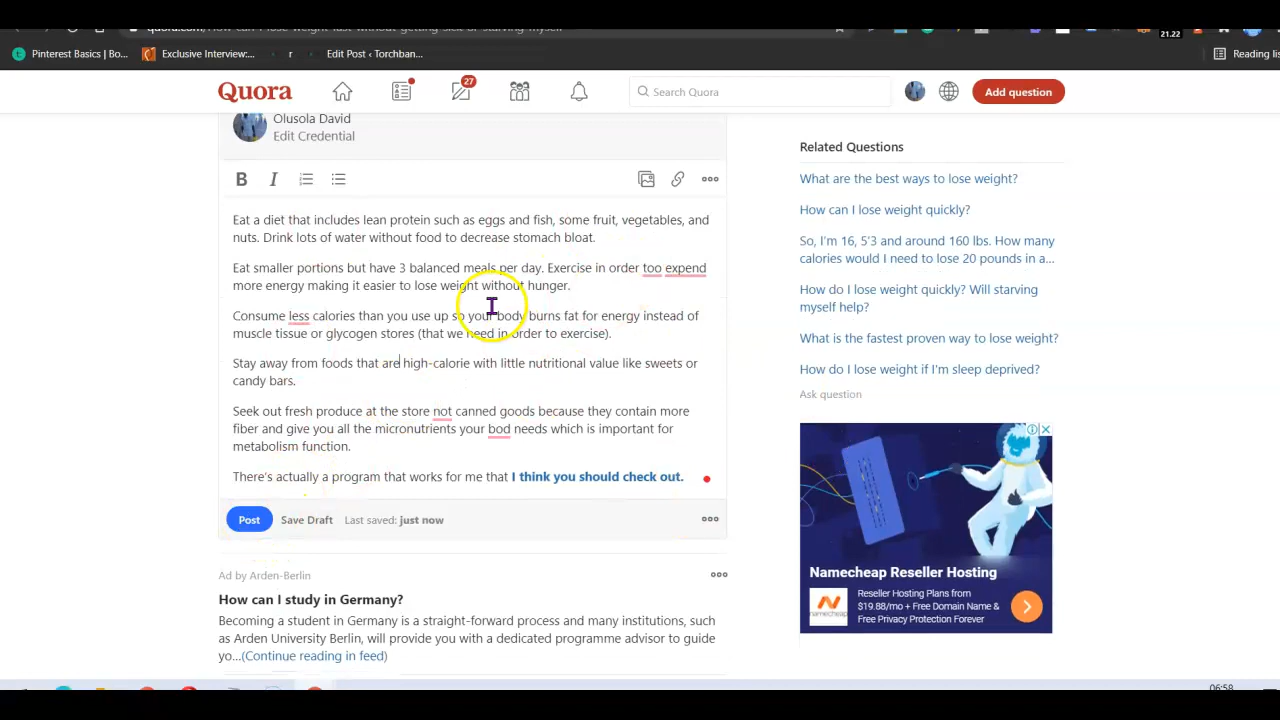 21.22
Pinterest Basics | Bo...
Exclusive Interview:...
r
Edit Post ‹ Torchban...
Reading lis
Quora
27
Search Quora
Add question
Olusola David
Edit Credential
B I
Eat a diet that includes lean protein such as eggs and fish, some fruit, vegetables, and
nuts. Drink lots of water without food to decrease stomach bloat.
Eat smaller portions but have 3 balanced meals per day. Exercise in order too expend
more energy making it easier to lose weight without hunger.
Consume less calories than you use up so your body burns fat for energy instead of
muscle tissue or glycogen stores (that we need in order to exercise).
Stay away from foods that are high-calorie with little nutritional value like sweets or
candy bars.
Seek out fresh produce at the store not canned goods because they contain more
fiber and give you all the micronutrients your bod needs which is important for
metabolism function.
There's actually a program that works for me that I think you should check out.
Post
Save Draft
Last saved: just now
Ad by Arden-Berlin
How can I study in Germany?
Becoming a student in Germany is a straight-forward process and many institutions, such
as Arden University Berlin, will provide you with a dedicated programme advisor to guide
yo...(Continue reading in feed)
Related Questions
What are the best ways to lose weight?
How can I lose weight quickly?
So, I'm 16, 5'3 and around 160 lbs. How many
calories would I need to lose 20 pounds in a...
How do I lose weight quickly? Will starving
myself help?
What is the fastest proven way to lose weight?
How do I lose weight if I'm sleep deprived?
Ask question
Namecheap Reseller Hosting
Reseller Hosting Plans from
$19.88/mo + Free Domain Name &
Free Privacy Protection Forever
namecheap
06:58